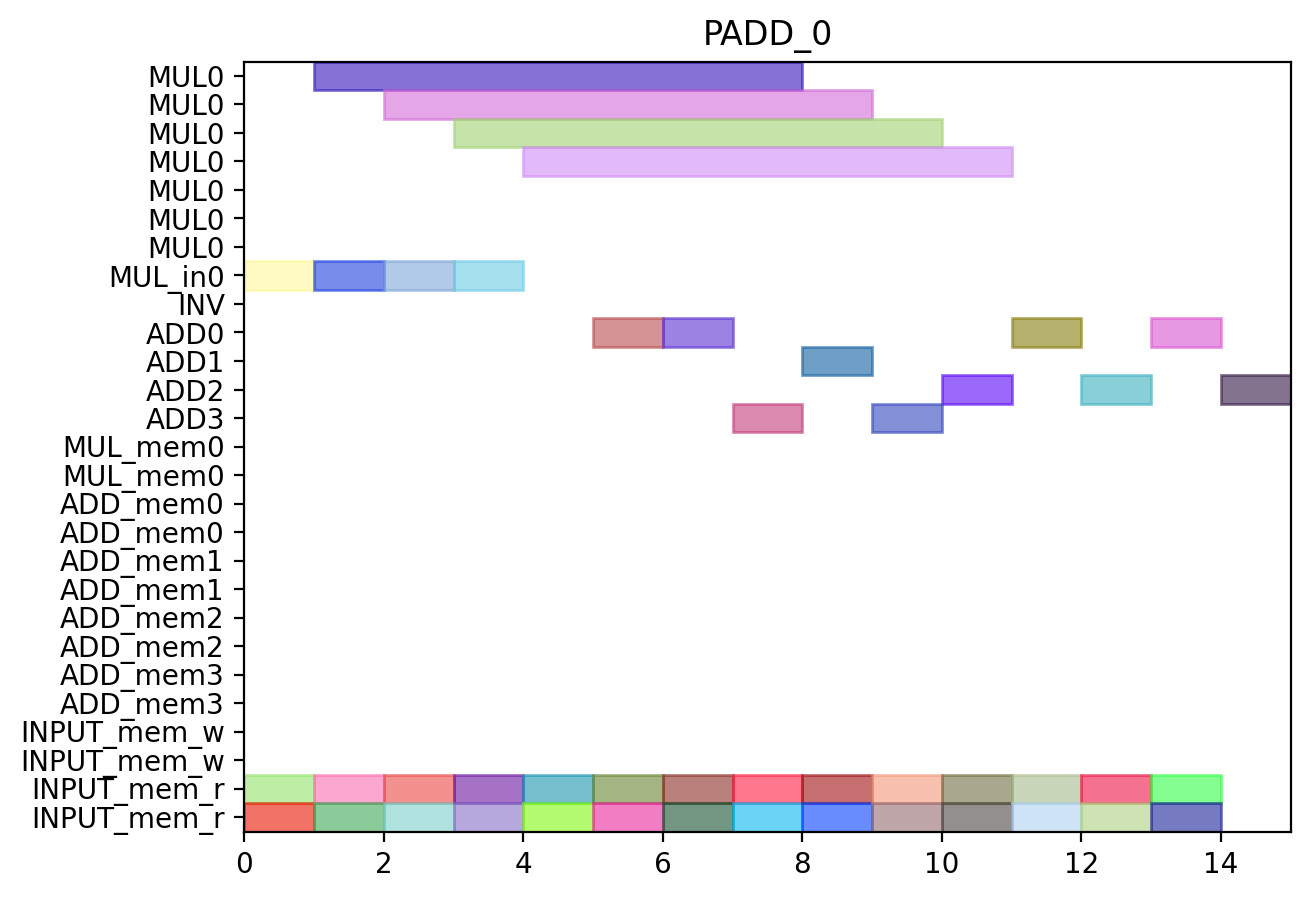 PADD_0
MUL0
MUL0
MUL0
MUL0
MUL0
MUL0
MUL0
MUL_in0
INV
ADD0
ADD1
ADD2
ADD3
MUL_mem0
MUL_mem0
ADD_mem0
ADD_mem0
ADD_mem1
ADD_mem1
ADD_mem2
ADD_mem2
ADD_mem3
ADD_mem3
INPUT_mem_w
INPUT_mem_w
INPUT_mem_r
INPUT_mem_r
0 2 4 6 8 10 12 14